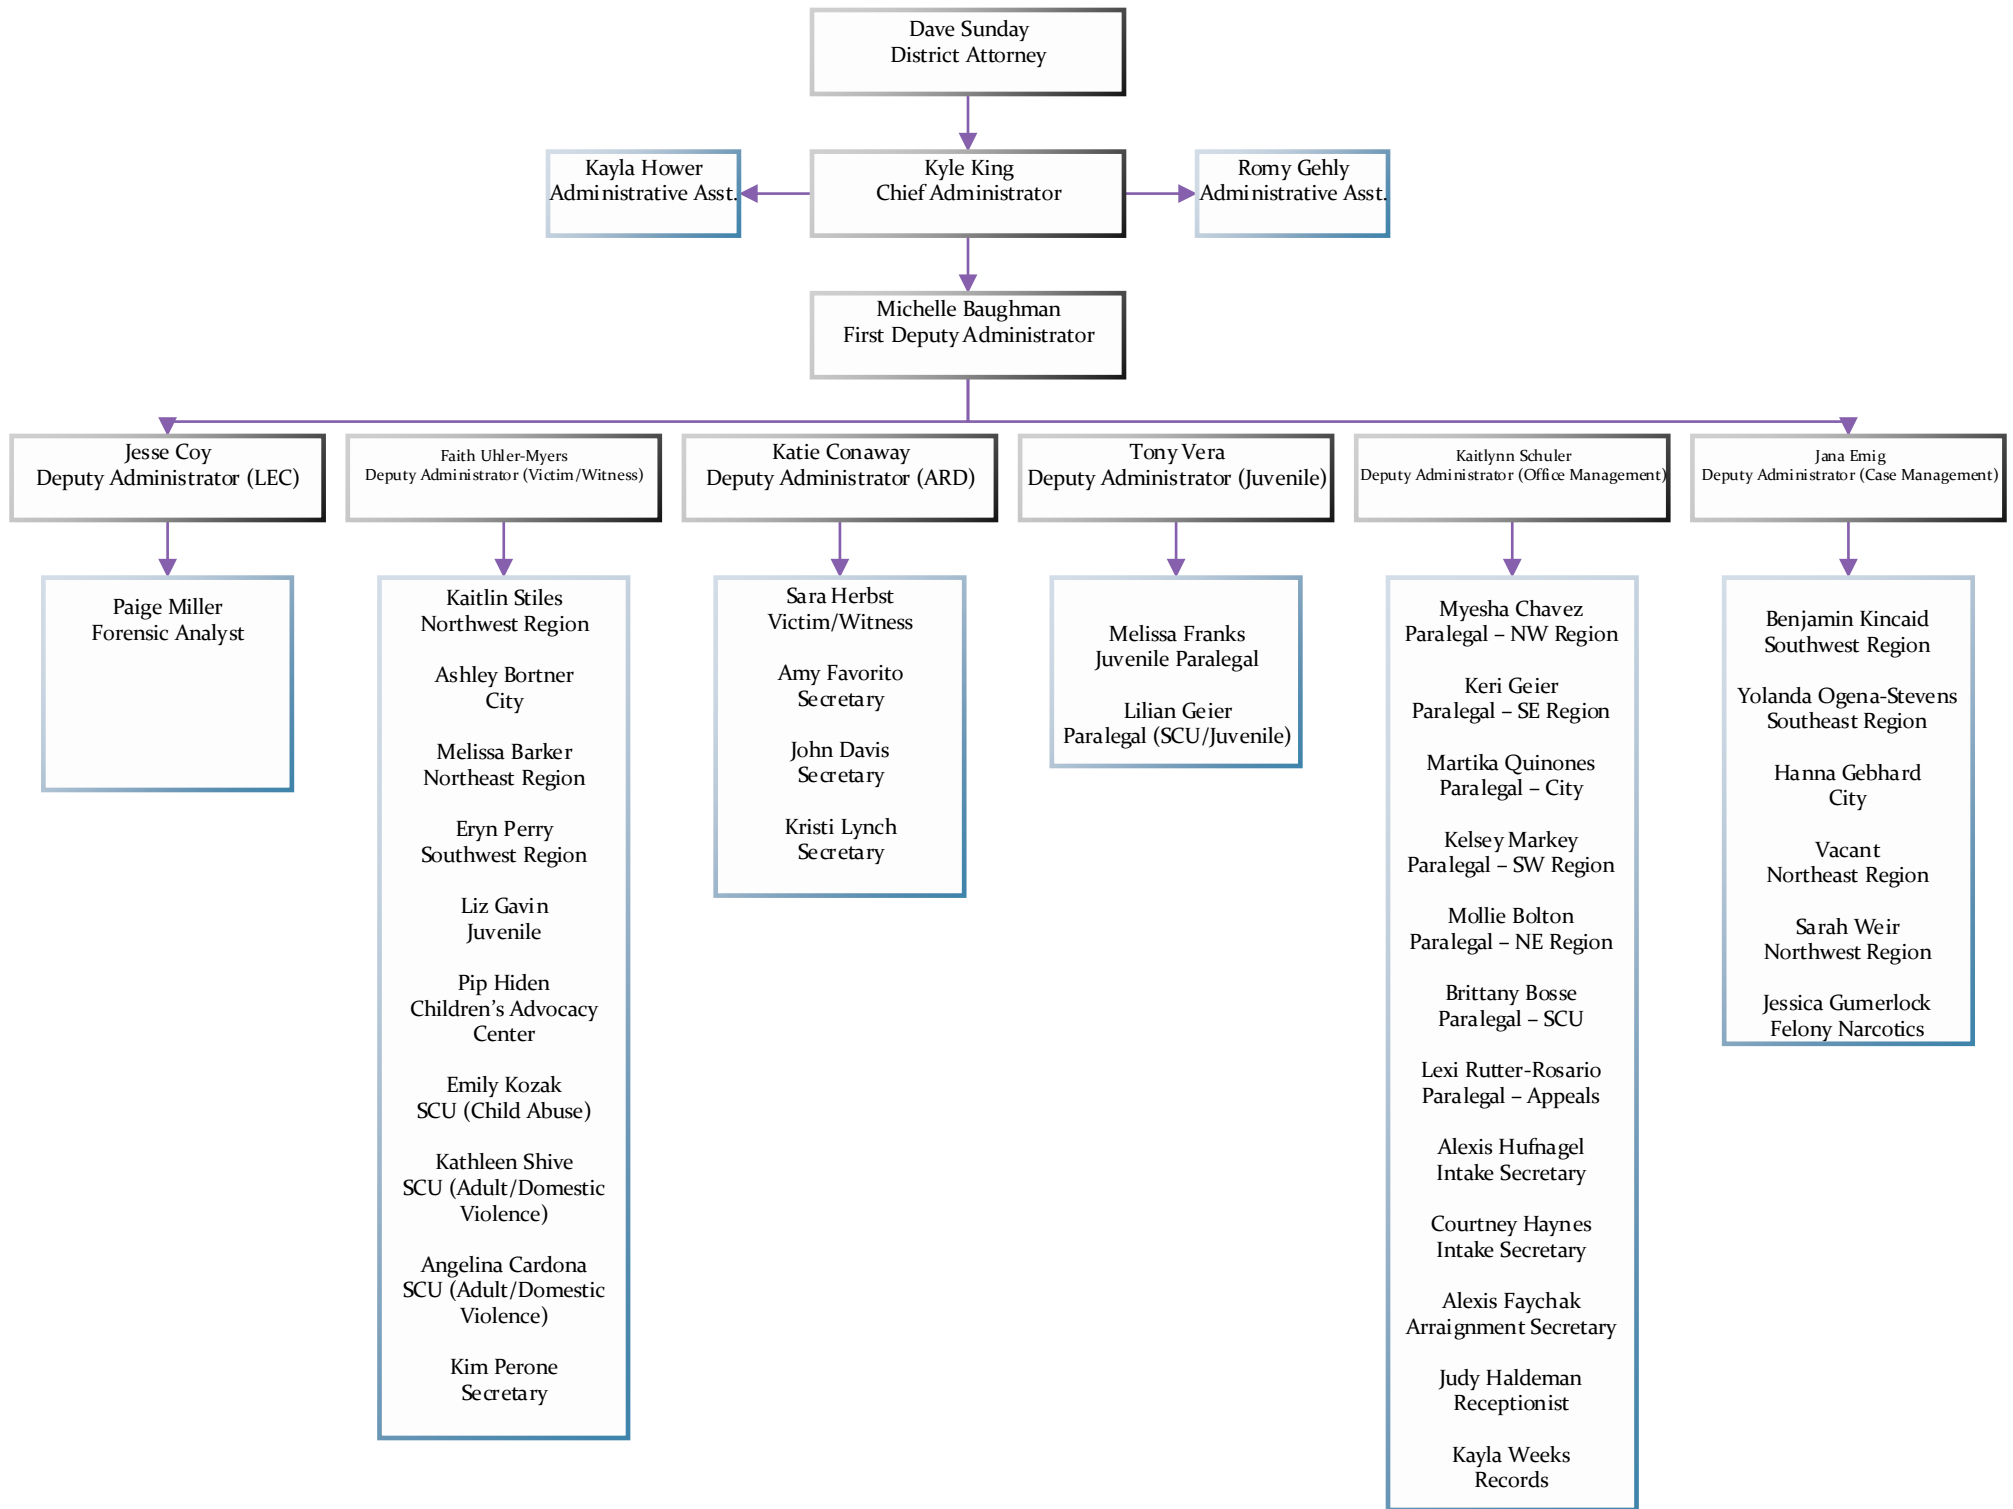 Dave Sunday
District Attorney
Kayla Hower
Administrative Asst.
Kyle King
Chief Administrator
Romy Gehly
Administrative Asst.
Michelle Baughman
First Deputy Administrator
Jesse Coy
Deputy Administrator (LEC)
Faith Uhler-Myers
Deputy Administrator (Victim/Witness)
Katie Conaway
Deputy Administrator (ARD)
Tony Vera
Deputy Administrator (Juvenile)
Kaitlynn Schuler
Deputy Administrator (Office Management)
Jana Emig
Deputy Administrator (Case Management)
Paige Miller
Forensic Analyst
Kaitlin Stiles
Northwest Region
Ashley Bortner
City
Melissa Barker
Northeast Region
Eryn Perry
Southwest Region
Liz Gavin
Juvenile
Pip Hiden
Children’s Advocacy
Center
Emily Kozak
SCU (Child Abuse)
Kathleen Shive
SCU (Adult/Domestic
Violence)
Angelina Cardona
SCU (Adult/Domestic
Violence)
Kim Perone
Secretary
Sara Herbst
Victim/Witness
Amy Favorito
Secretary
John Davis
Secretary
Kristi Lynch
Secretary
Melissa Franks
Juvenile Paralegal
Lilian Geier
Paralegal (SCU/Juvenile)
Myesha Chavez
Paralegal – NW Region
Keri Geier
Paralegal – SE Region
Martika Quinones
Paralegal – City
Kelsey Markey
Paralegal – SW Region
Mollie Bolton
Paralegal – NE Region
Brittany Bosse
Paralegal – SCU
Lexi Rutter-Rosario
Paralegal – Appeals
Alexis Hufnagel
Intake Secretary
Courtney Haynes
Intake Secretary
Alexis Faychak
Arraignment Secretary
Judy Haldeman
Receptionist
Kayla Weeks
Records
Benjamin Kincaid
Southwest Region
Yolanda Ogena-Stevens
Southeast Region
Hanna Gebhard
City
Vacant
Northeast Region
Sarah Weir
Northwest Region
Jessica Gumerlock
Felony Narcotics